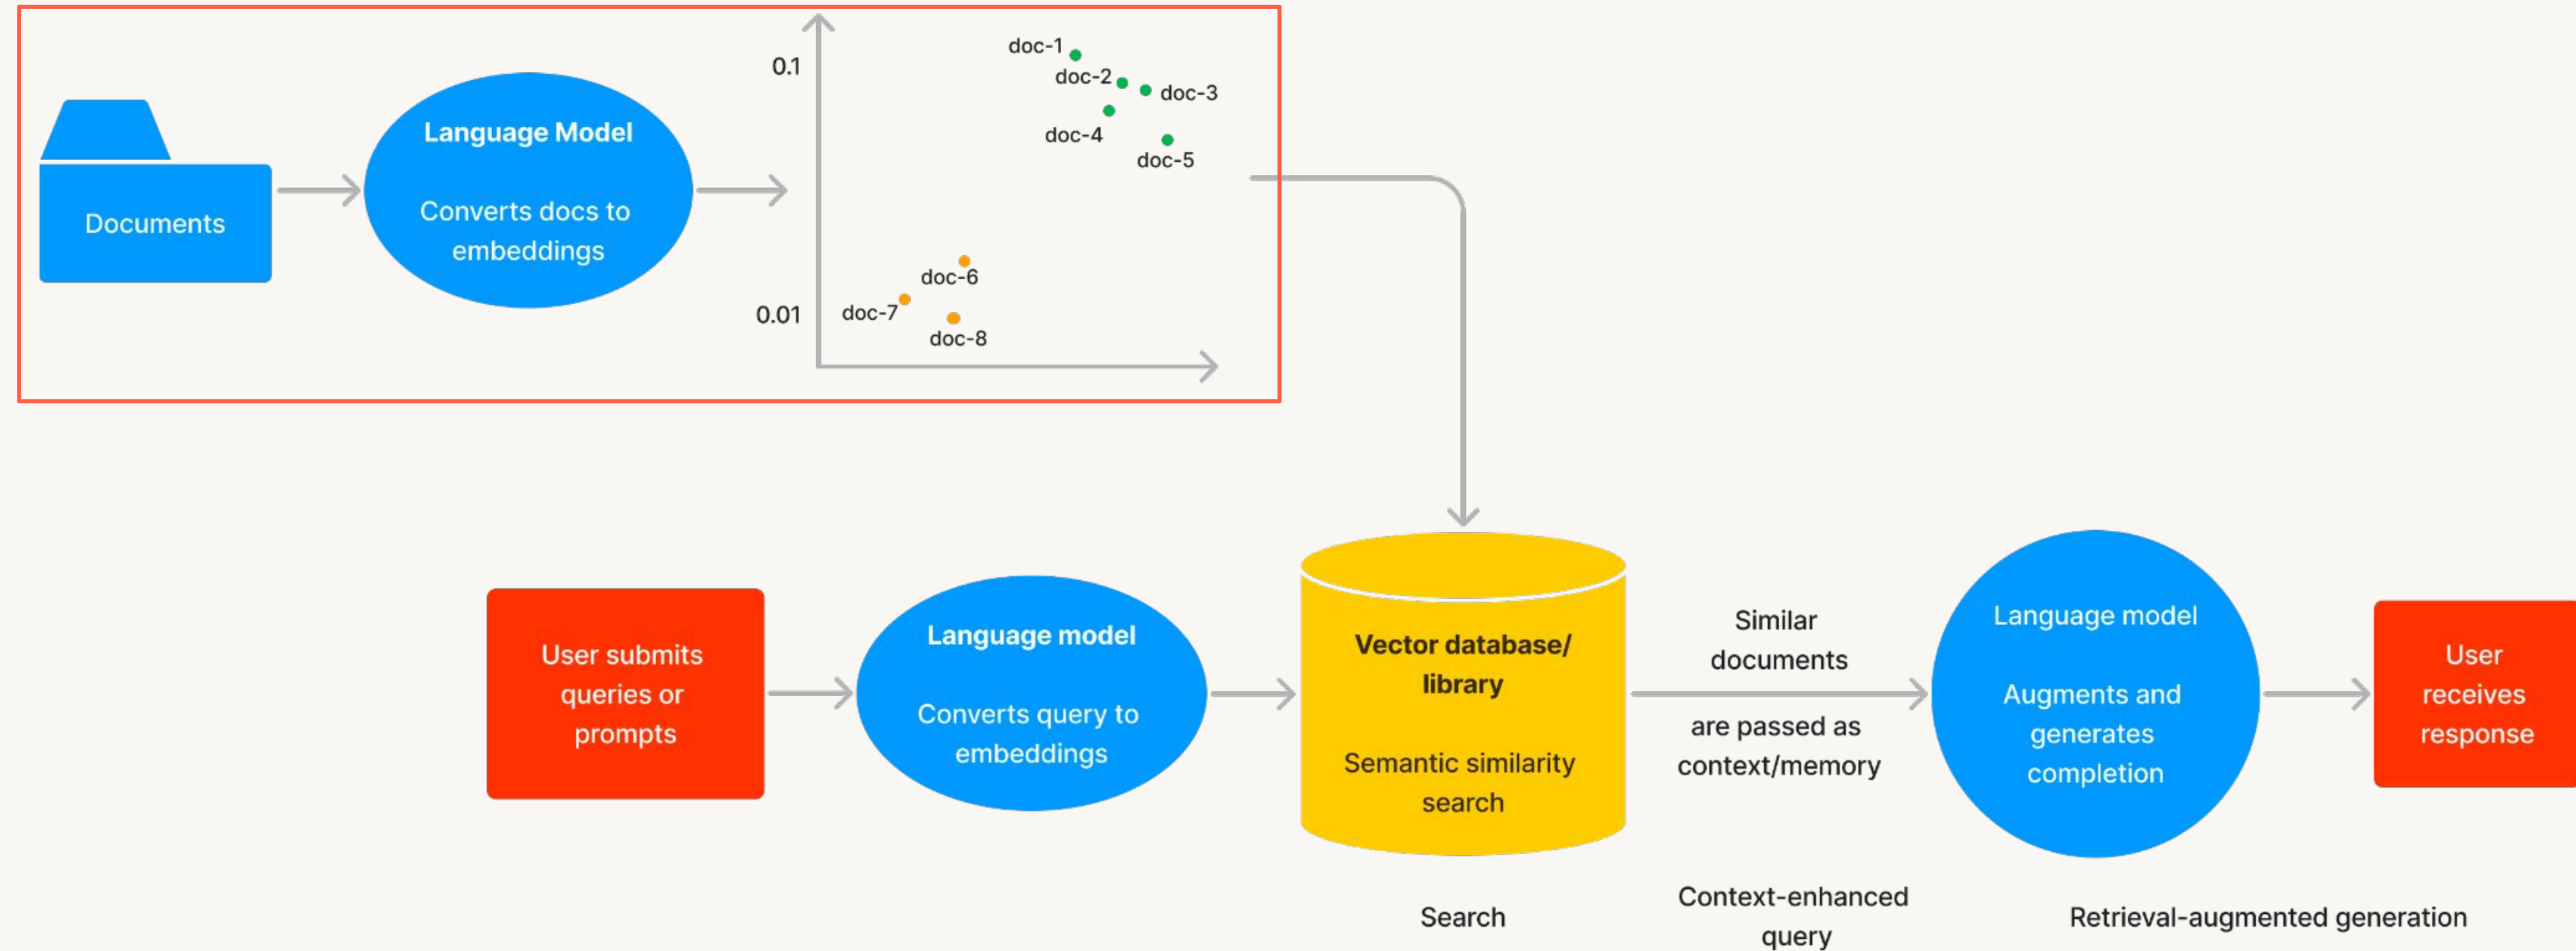 Documents
Language Model
Converts docs to
embeddings
0.1
0.01
doc-1
doc-2
doc-3
doc-4
doc-5
doc-6
doc-7
doc-8
User submits
queries or
prompts
Language model
Converts query to
embeddings
Vector database/
library
Semantic similarity
search
Similar
documents
are passed as
context/memory
Language model
Augments and
generates
completion
User
receives
response
Search
Context-enhanced
query
Retrieval-augmented generation